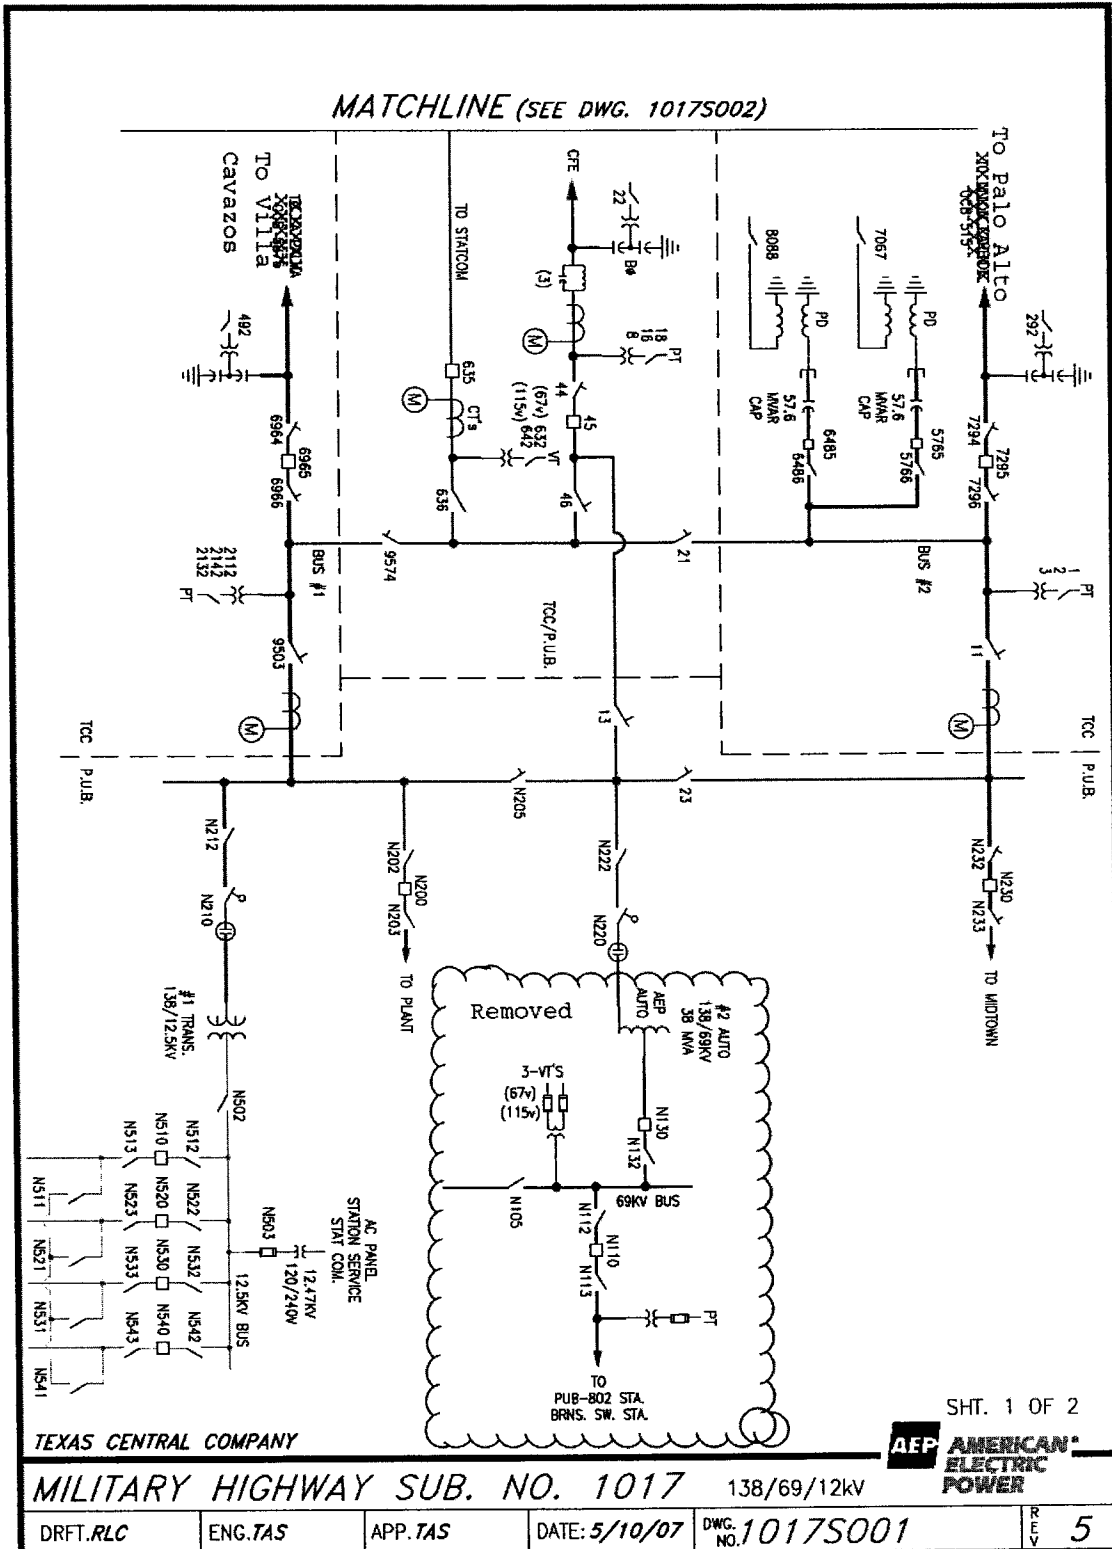 MATCHLINE (SEE DWG. 1017S002)
To Villa
Cavazos
492
6964
6965
6966
BUS #1
2112
2142
2132
PT
9503
M
9574
TO STATCOM
635
CT's
M
VT
632
642
(67v)
(115v)
636
CFE
22
BØ
(3)
M
18
16
8
PT
44
45
46
21
TCC/P.U.B.
8088
7067
PD
PD
57.6
MVAR
CAP
57.6
MVAR
CAP
6485
6486
5765
5766
BUS #2
To Palo Alto
292
7294
7295
7296
1
2
3
PT
11
M
TCC
P.U.B.
TCC
P.U.B.
13
N205
23
N212
N210
#1 TRANS.
138/12.5KV
N502
N202
N200
N203
TO PLANT
N222
N220
N232
N230
N233
TO MIDTOWN
Removed
AEP
AUTO
#2 AUTO
138/69KV
38 MVA
3-VT'S
(67v)
(115v)
N130
N132
69KV BUS
N105
N112
N110
N113
PT
TO
PUB-802 STA.
BRNS. SW. STA.
N513
N510
N512
N511
N523
N520
N522
N521
N533
N530
N532
N531
N543
N540
N542
N541
12.5KV BUS
N503
12.47KV
120/240V
AC PANEL
STATION SERVICE
STAT COM.
SHT. 1 OF 2
TEXAS CENTRAL COMPANY
AEP AMERICAN
ELECTRIC
POWER
MILITARY HIGHWAY SUB. NO. 1017 138/69/12kV
DRFT.RLC ENG.TAS APP.TAS DATE: 5/10/07 DWG. NO. 1017S001 REV 5